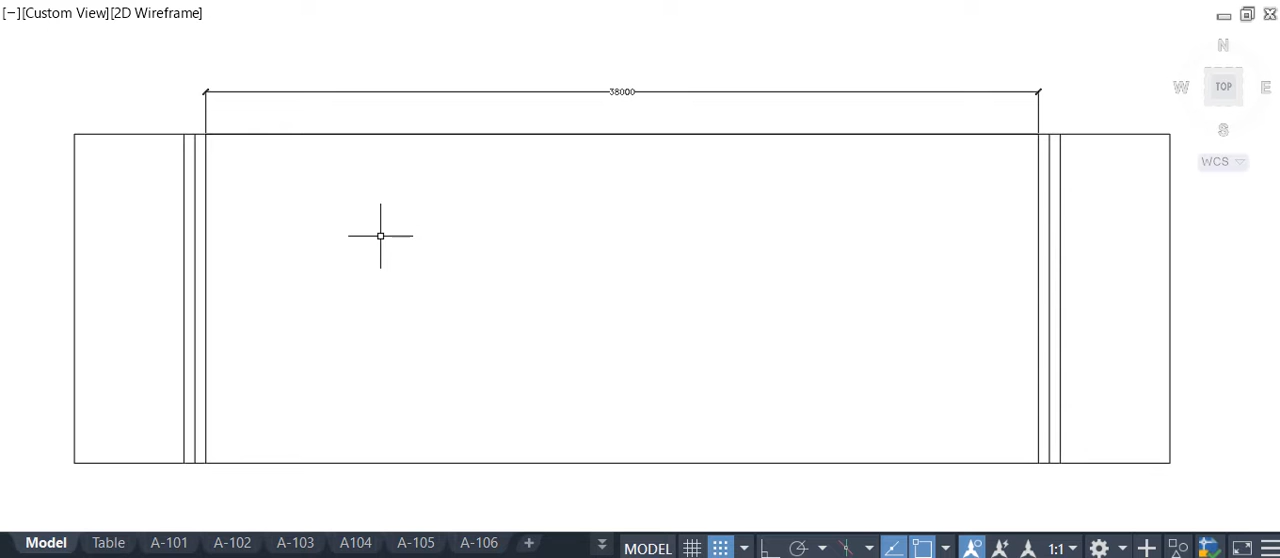 [−][Custom View][2D Wireframe]
N
W TOP E
S
WCS
38000
Model Table A-101 A-102 A-103 A104 A-105 A-106 +
MODEL 1:1